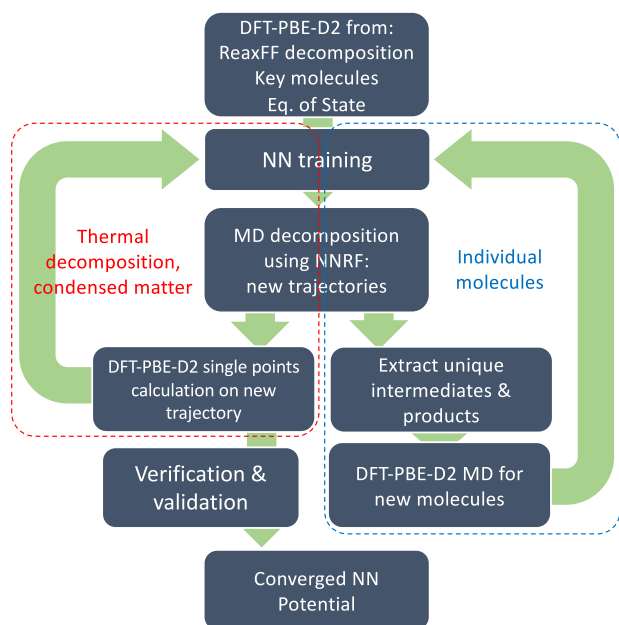 DFT-PBE-D2 from:
ReaxFF decomposition
Key molecules
Eq. of State
NN training
MD decomposition
using NNRF:
new trajectories
Thermal
decomposition,
condensed matter
Individual
molecules
DFT-PBE-D2 single points
calculation on new
trajectory
Extract unique
intermediates &
products
Verification &
validation
DFT-PBE-D2 MD for
new molecules
Converged NN
Potential